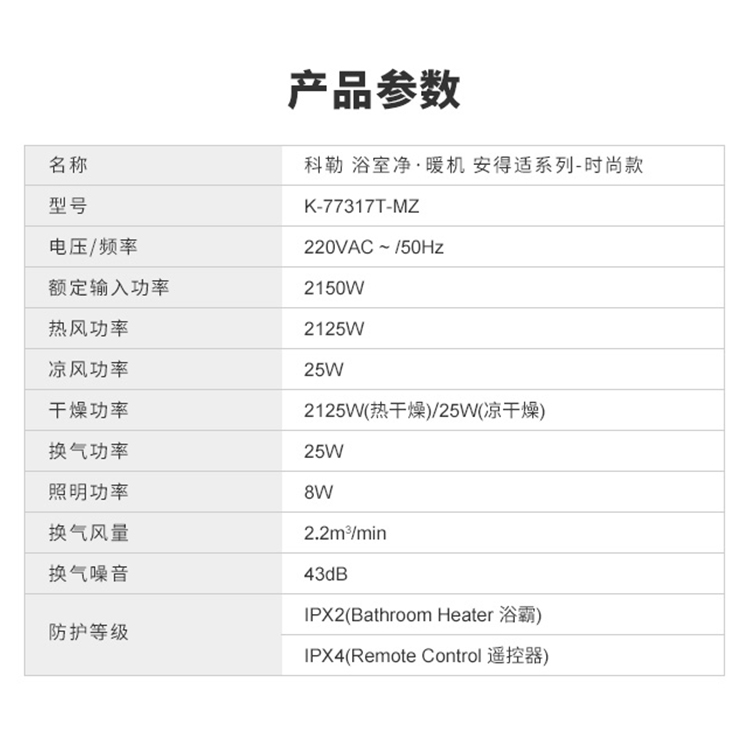 产品参数
名称 科勒 浴室净·暖机 安得适系列-时尚款
型号 K-77317T-MZ
电压/频率 220VAC ~ /50Hz
额定输入功率 2150W
热风功率 2125W
凉风功率 25W
干燥功率 2125W(热干燥)/25W(凉干燥)
换气功率 25W
照明功率 8W
换气风量 2.2m³/min
换气噪音 43dB
防护等级 IPX2(Bathroom Heater 浴霸)
IPX4(Remote Control 遥控器)